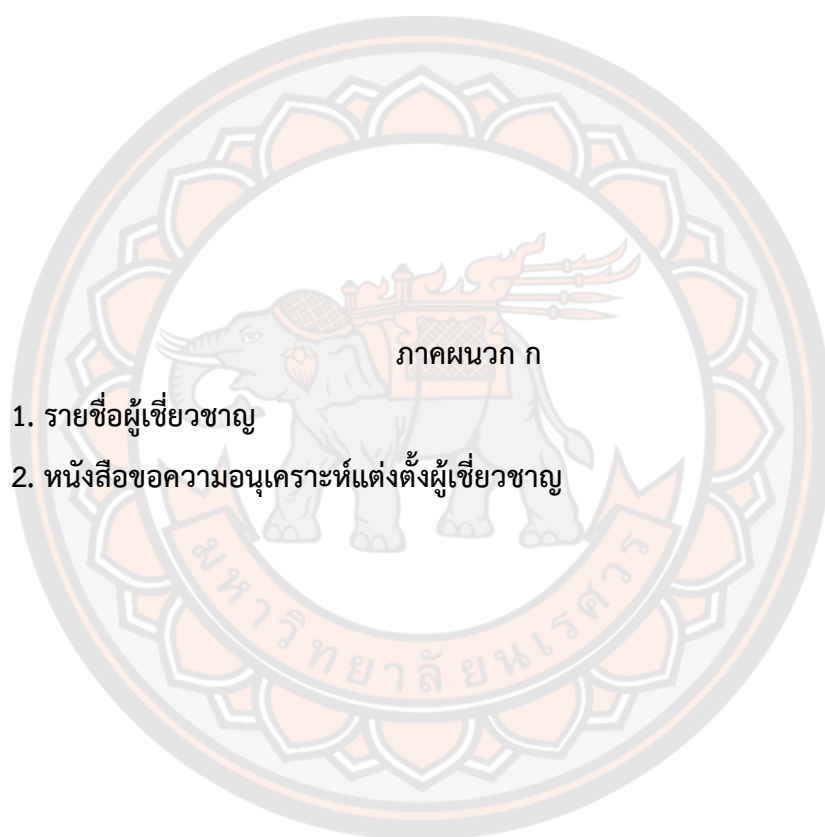 ภาคผนวก ก
1. รายชื่อผู้เชี่ยวชาญ
2. หนังสือขอความอนุเคราะห์แต่งตั้งผู้เชี่ยวชาญ
มหาวิทยาลัยนเรศวร